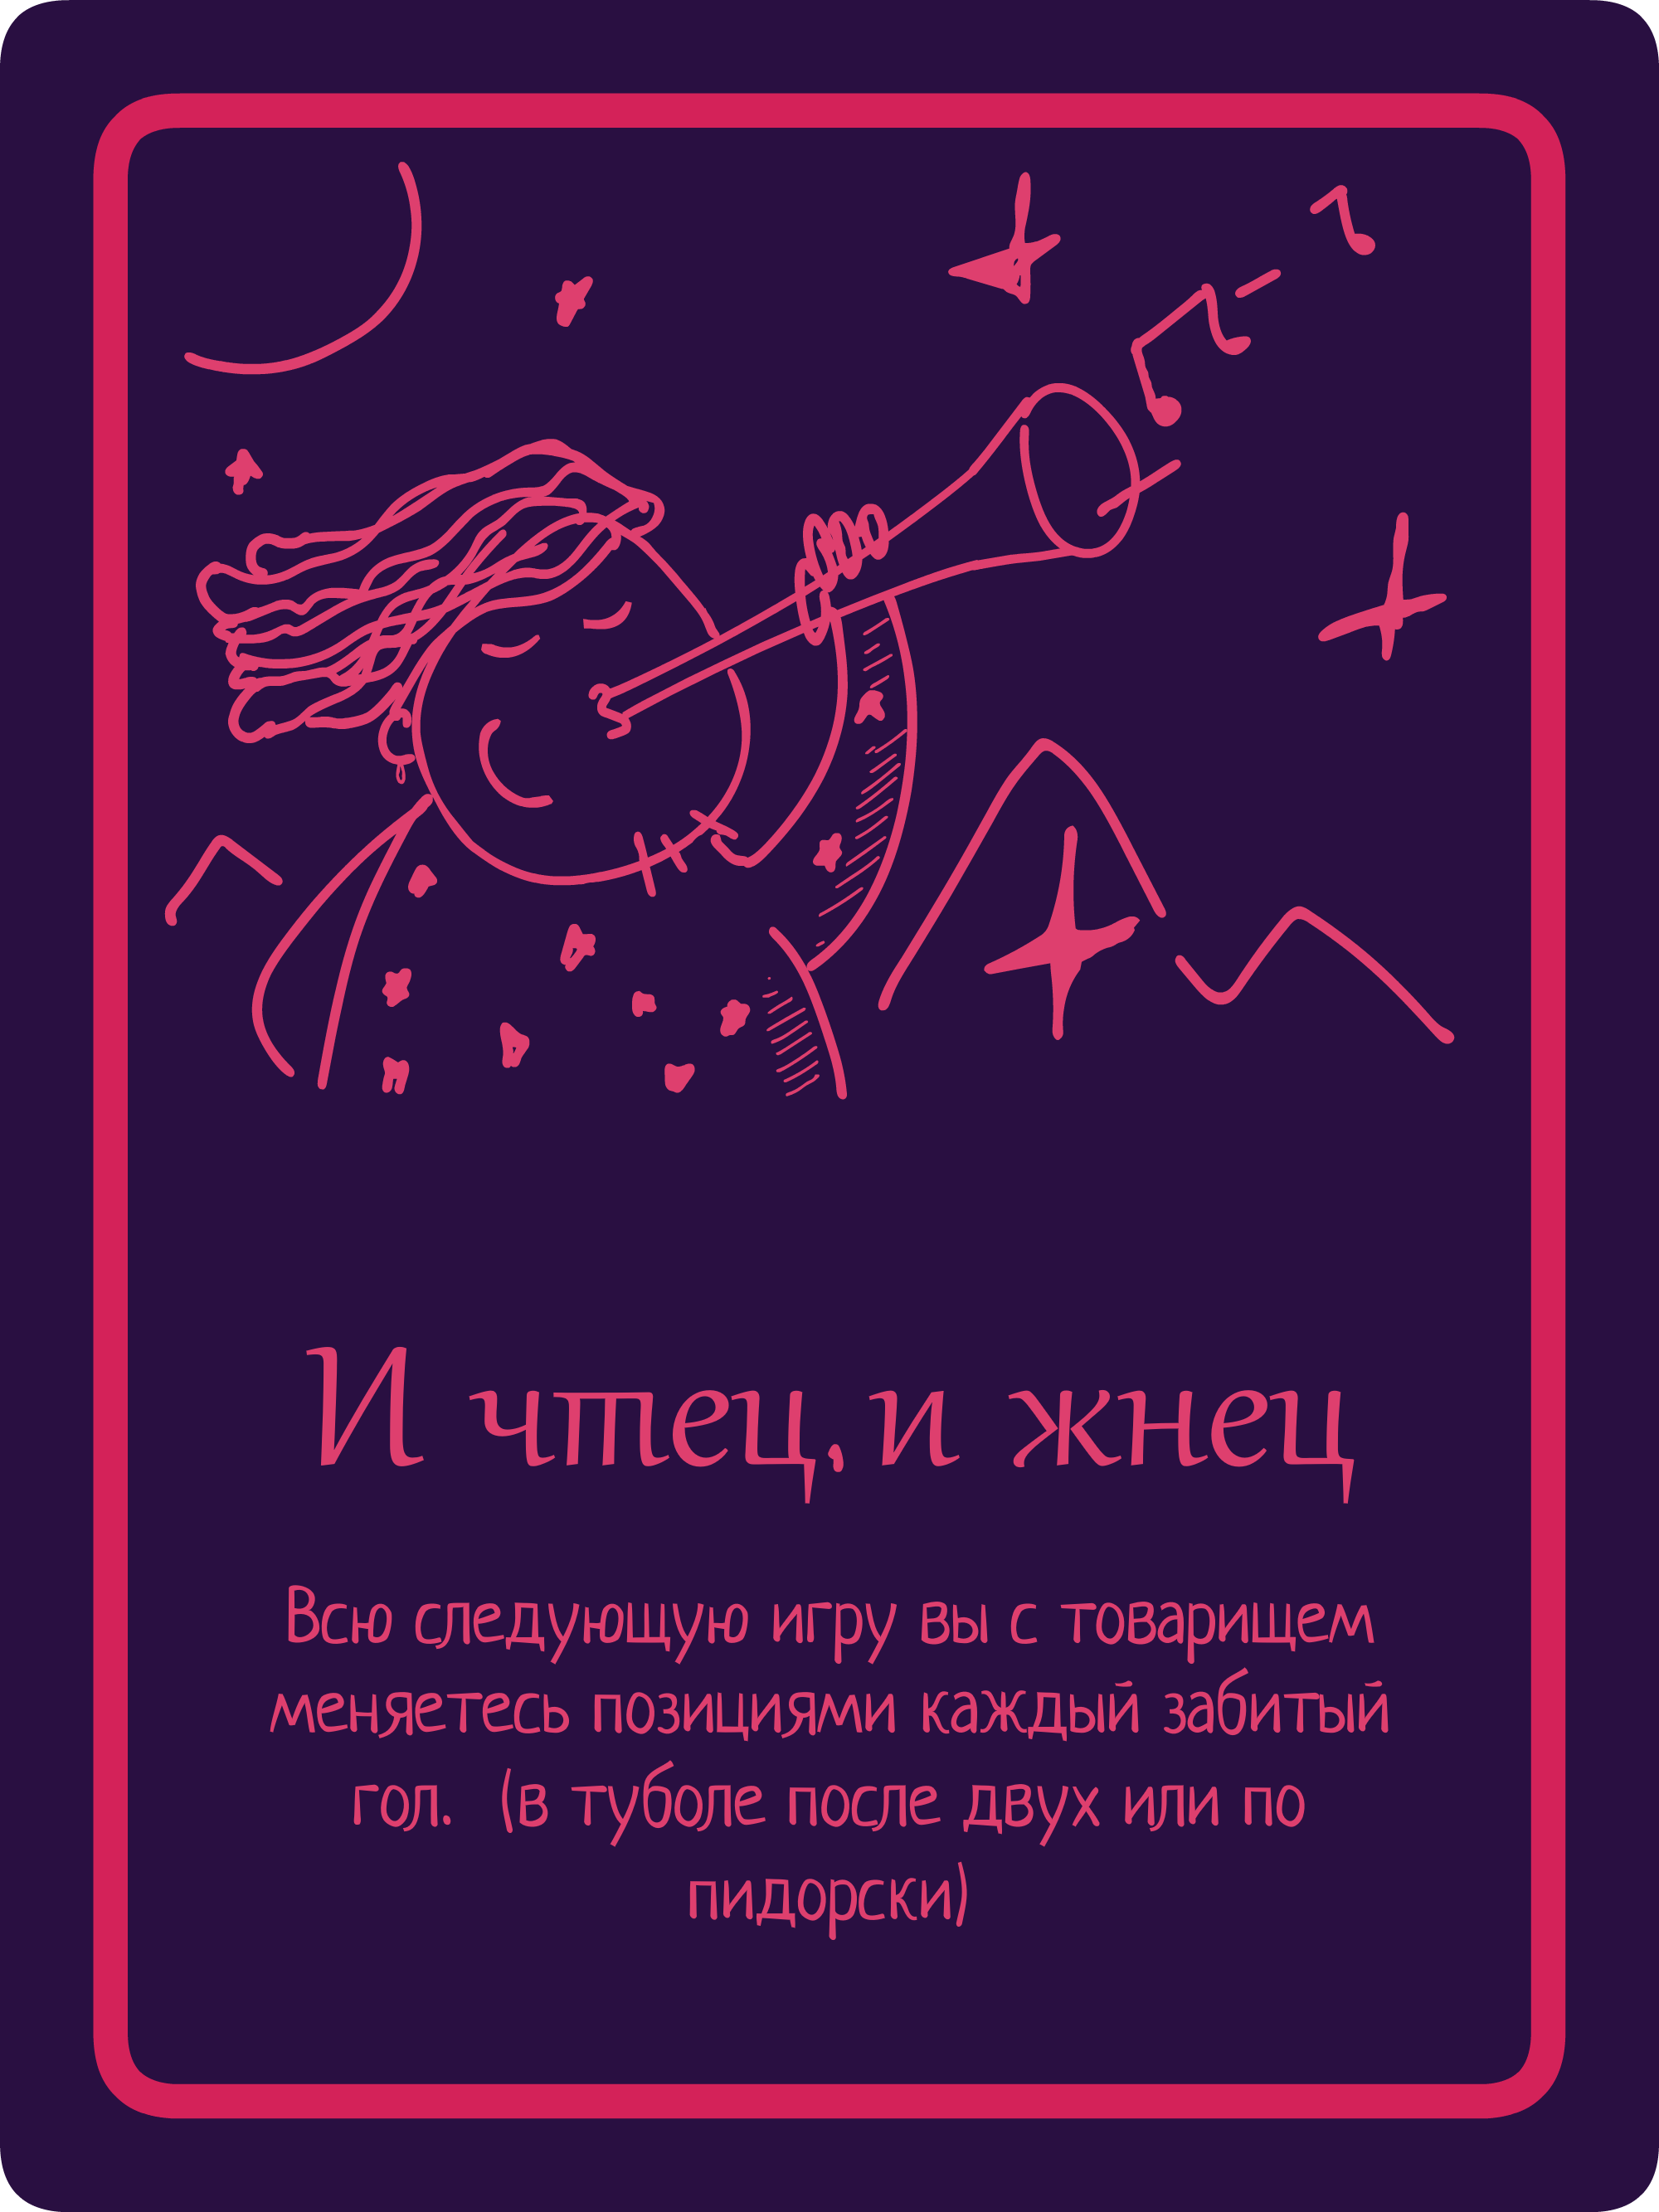 И чтец,и жнец
Всю следующую игру вы с товарищем
меняетесь позициями каждый забитый
гол. (в туболе после двух или по
пидорски)